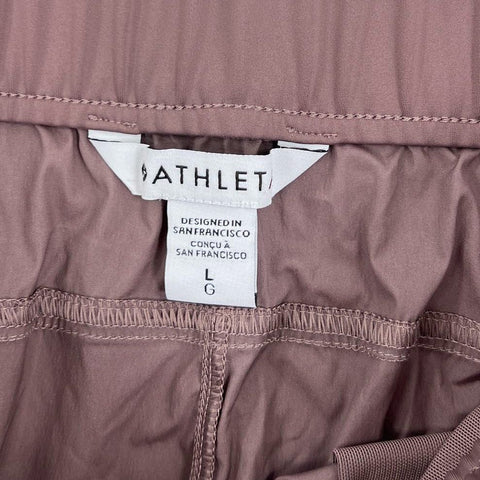 ATHLETA
DESIGNED IN
SAN FRANCISCO
CONÇU À
SAN FRANCISCO
L
G